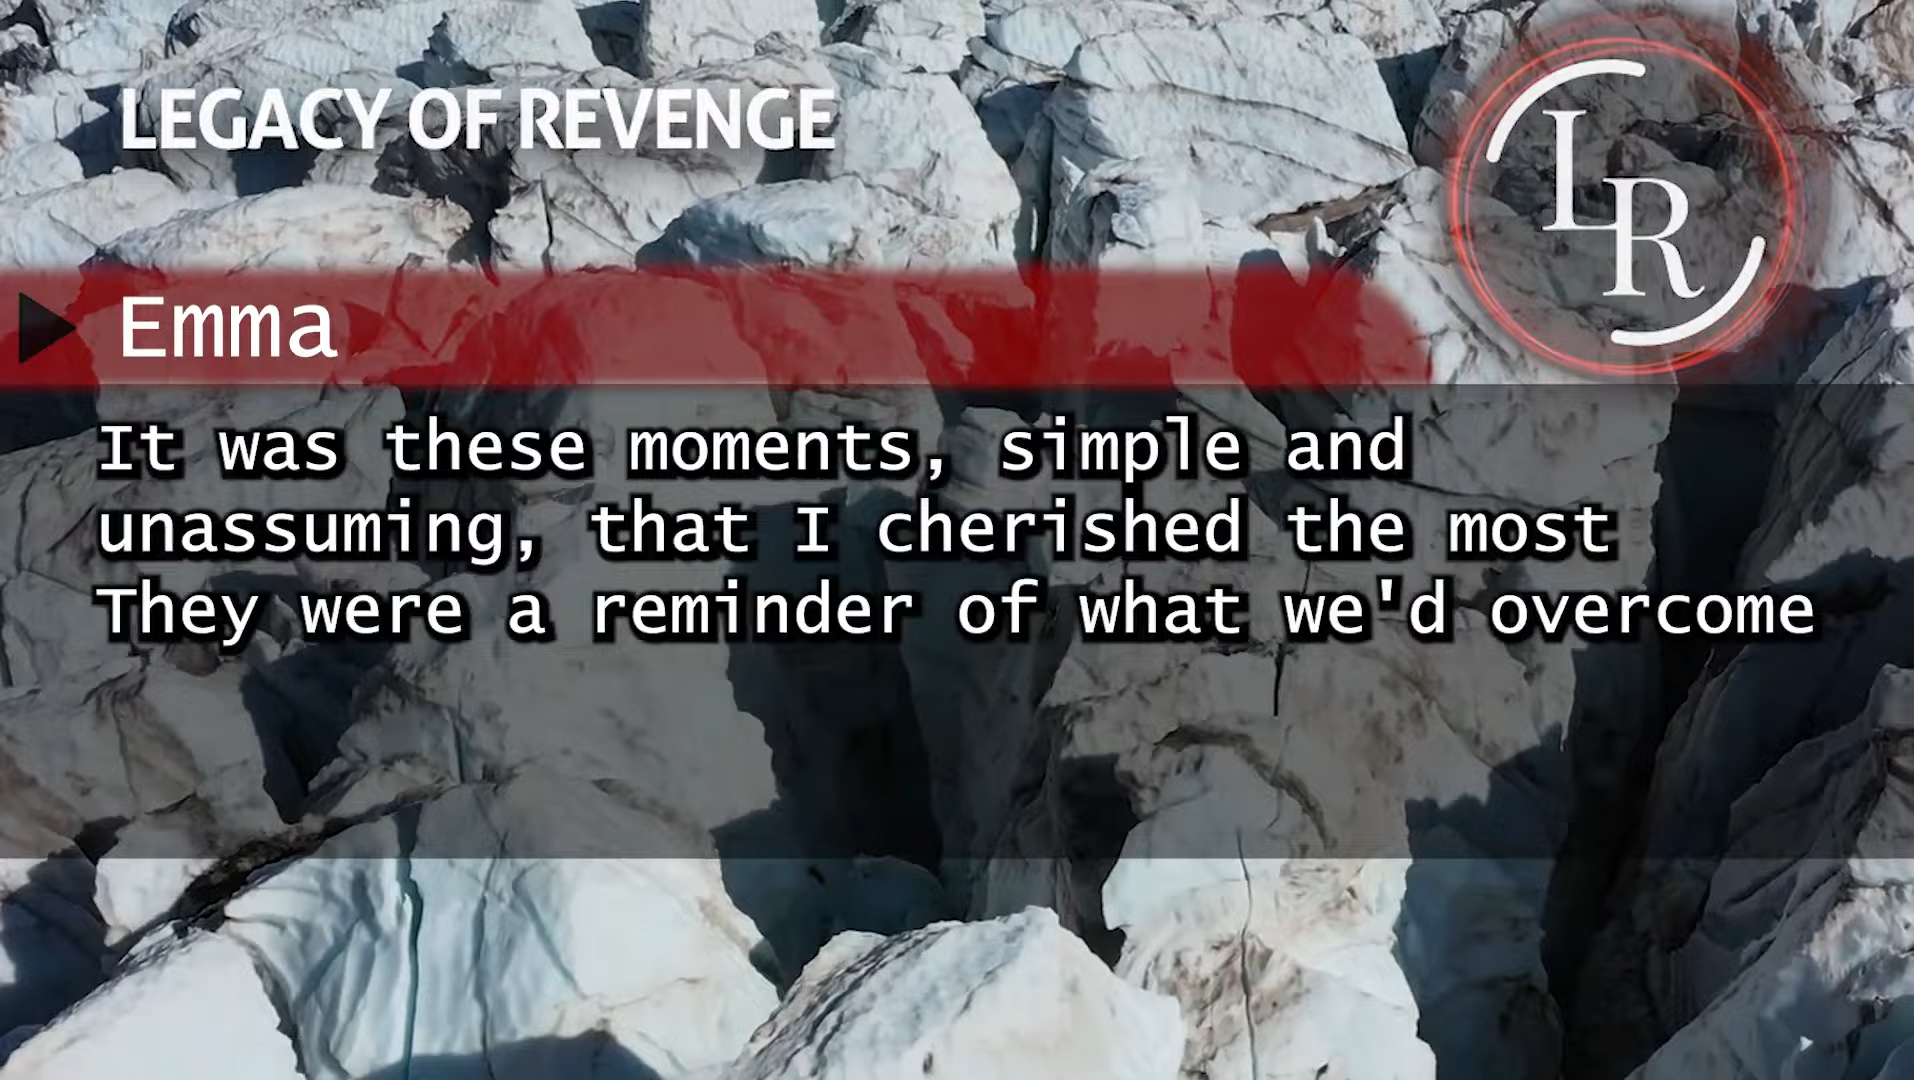 LEGACY OF REVENGE
LR
Emma
It was these moments, simple and
unassuming, that I cherished the most
They were a reminder of what we'd overcome